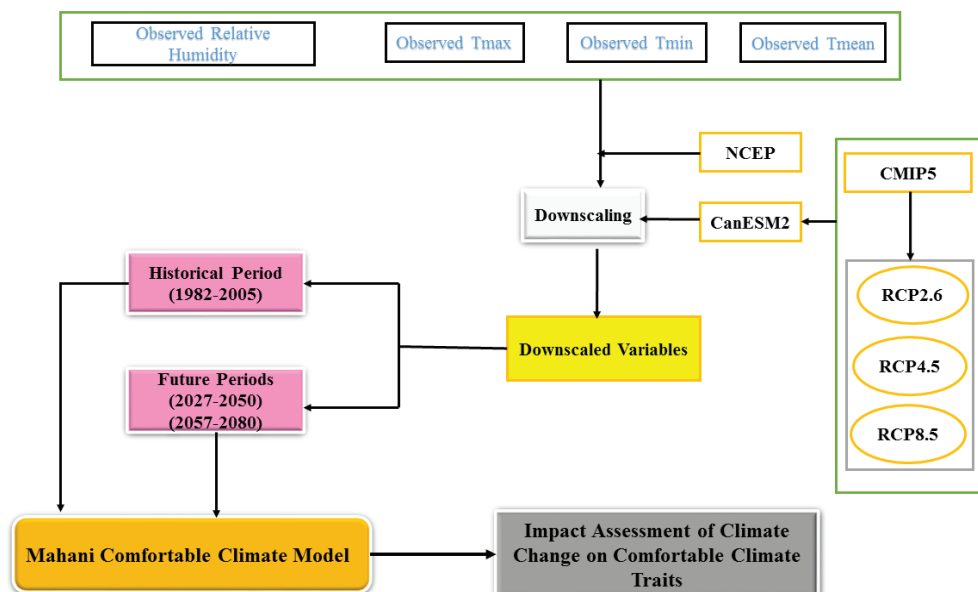 Observed Relative
Humidity
Observed Tmax
Observed Tmin
Observed Tmean
NCEP
CMIP5
Downscaling
CanESM2
Historical Period
(1982-2005)
RCP2.6
Downscaled Variables
RCP4.5
Future Periods
(2027-2050)
(2057-2080)
RCP8.5
Mahani Comfortable Climate Model
Impact Assessment of Climate
Change on Comfortable Climate
Traits